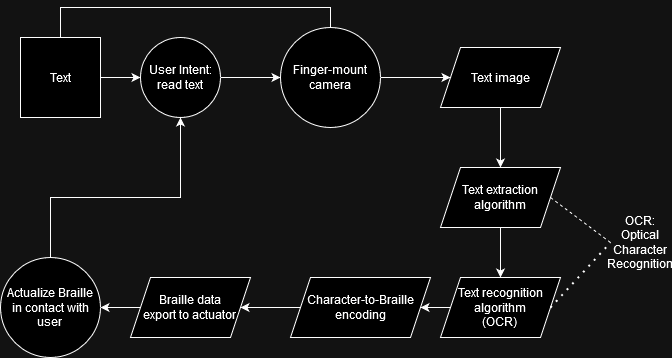 Text
User Intent:
read text
Finger-mount
camera
Text image
Text extraction
algorithm
OCR:
Optical
Character
Recognition
Text recognition
algorithm
(OCR)
Character-to-Braille
encoding
Braille data
export to actuator
Actualize Braille
in contact with
user